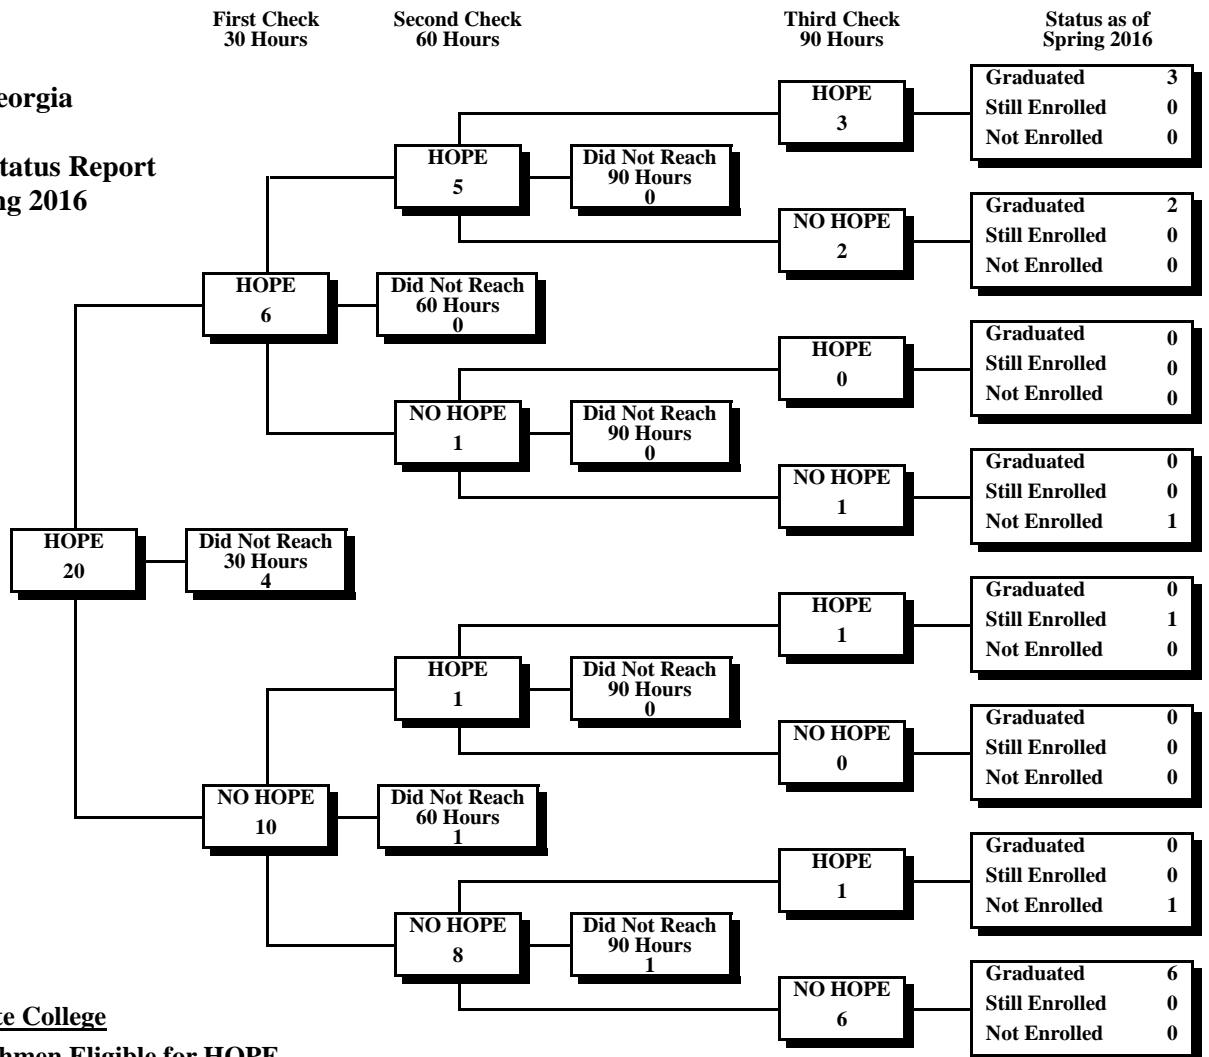 First Check
30 Hours
Second Check
60 Hours
Third Check
90 Hours
Status as of
Spring 2016
eorgia
tatus Report
ng 2016
HOPE
20
Did Not Reach
30 Hours
4
HOPE
6
Did Not Reach
60 Hours
0
NO HOPE
10
Did Not Reach
60 Hours
1
HOPE
5
Did Not Reach
90 Hours
0
NO HOPE
1
Did Not Reach
90 Hours
0
HOPE
1
Did Not Reach
90 Hours
0
NO HOPE
8
Did Not Reach
90 Hours
1
HOPE
3
Graduated 3
Still Enrolled 0
Not Enrolled 0
NO HOPE
2
Graduated 2
Still Enrolled 0
Not Enrolled 0
HOPE
0
Graduated 0
Still Enrolled 0
Not Enrolled 0
NO HOPE
1
Graduated 0
Still Enrolled 0
Not Enrolled 1
HOPE
1
Graduated 0
Still Enrolled 1
Not Enrolled 0
NO HOPE
0
Graduated 0
Still Enrolled 0
Not Enrolled 0
HOPE
1
Graduated 0
Still Enrolled 0
Not Enrolled 1
NO HOPE
6
Graduated 6
Still Enrolled 0
Not Enrolled 0
te College
hmen Eligible for HOPE